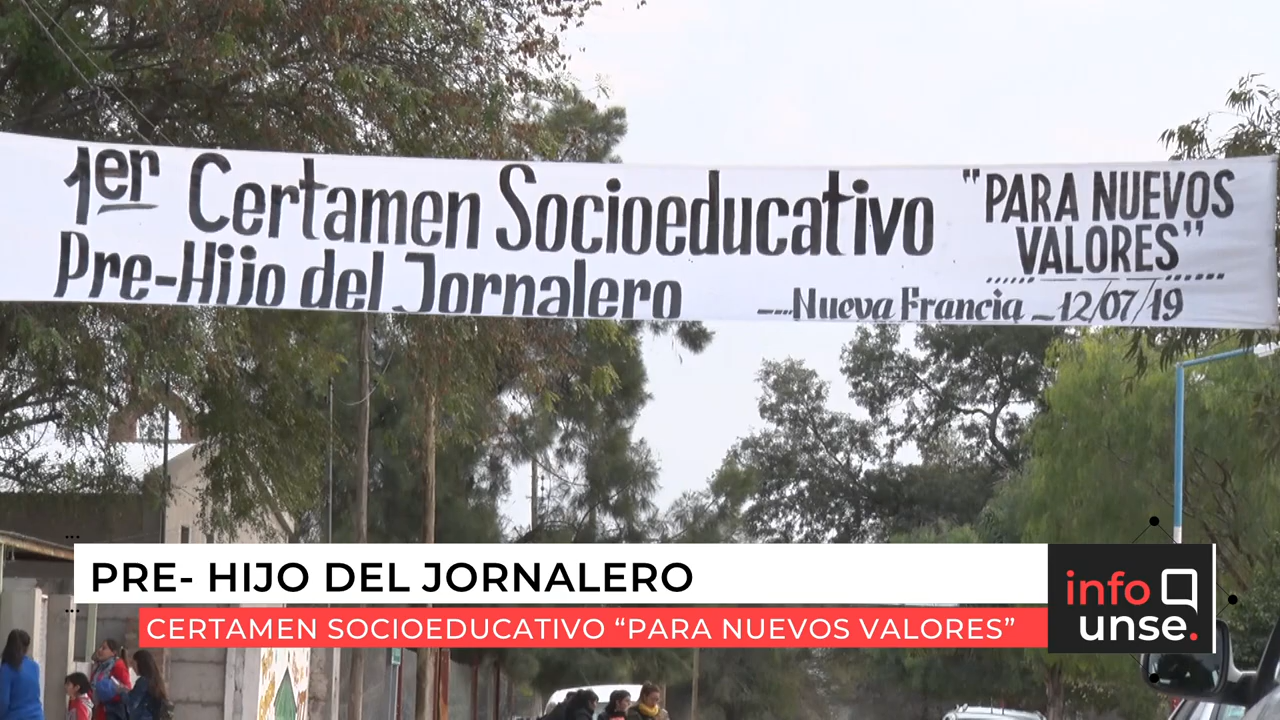 1er Certamen Socioeducativo
Pre-Hijo del Jornalero
"PARA NUEVOS
VALORES"
Nueva Francia - 12/07/19
PRE- HIJO DEL JORNALERO
CERTAMEN SOCIOEDUCATIVO “PARA NUEVOS VALORES”
info
unse.